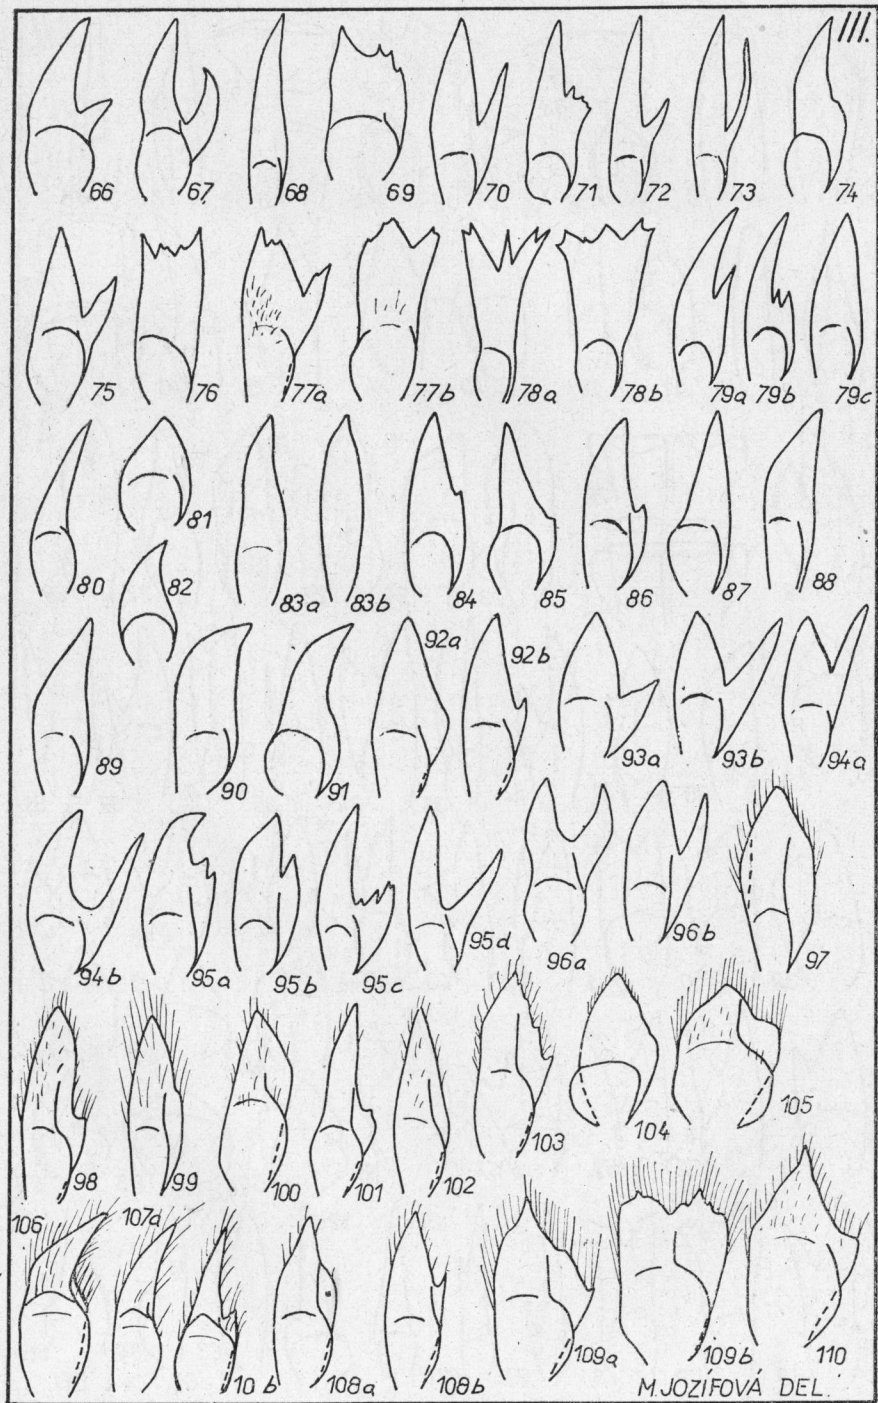 III.
66 67 68 69 70 71 72 73 74
75 76 77a 77b 78a 78b 79a 79b 79c
80 81 82 83a 83b 84 85 86 87 88
89 90 91 92a 92b 93a 93b 94a
94b 95a 95b 95c 95d 96a 96b 97
98 99 100 101 102 103 104 105
106 107a 10 b 108a 108b 109a 109b 110
M.JOZÍFOVÁ DEL.